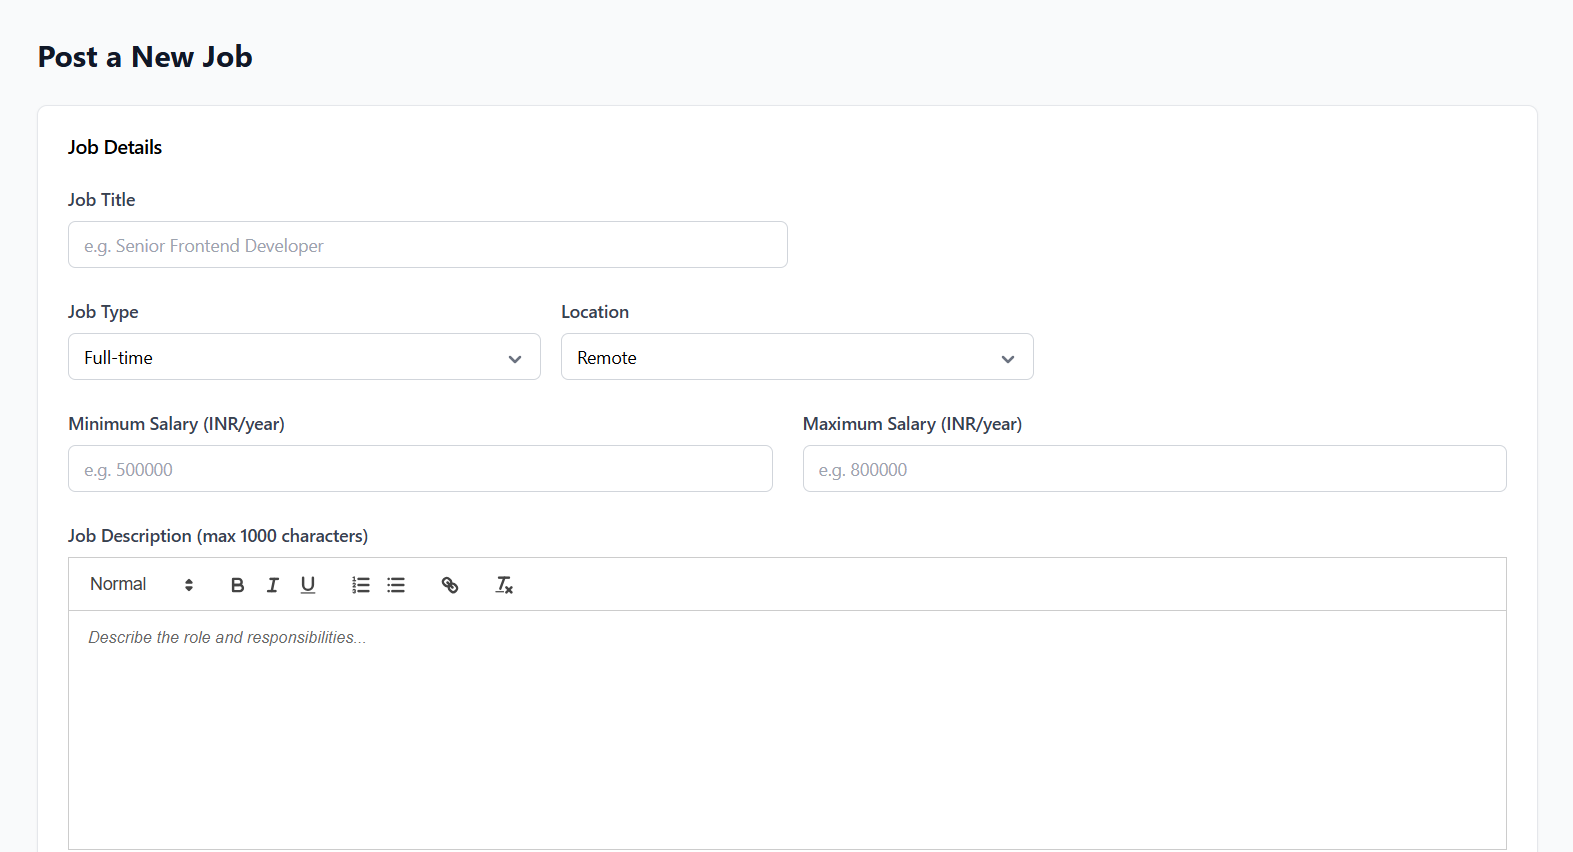 Post a New Job
Job Details
Job Title
e.g. Senior Frontend Developer
Job Type
Location
Full-time
Remote
Minimum Salary (INR/year)
Maximum Salary (INR/year)
e.g. 500000
e.g. 800000
Job Description (max 1000 characters)
Normal
Describe the role and responsibilities...